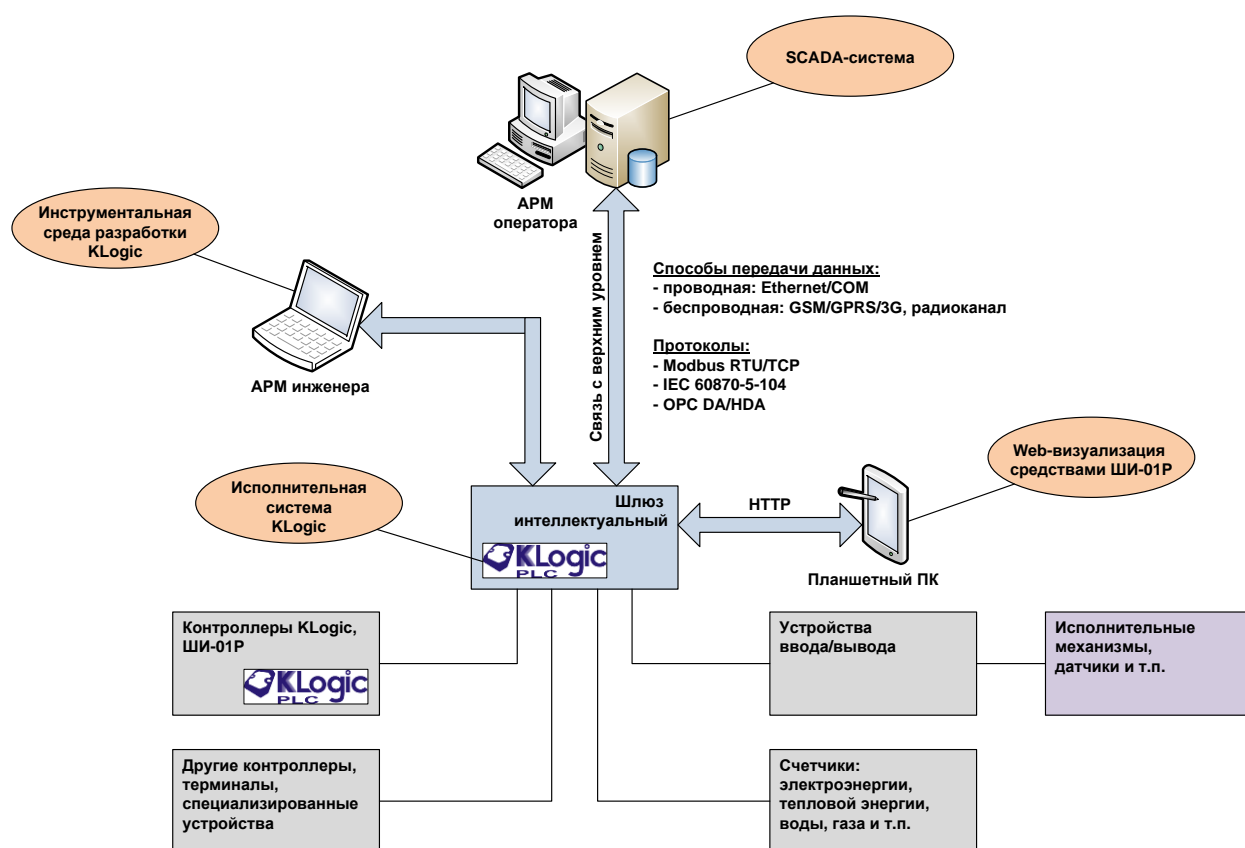 SCADA-система
АРМ
оператора
Инструментальная
среда разработки
KLogic
АРМ инженера
Связь с верхним уровнем
Способы передачи данных:
- проводная: Ethernet/COM
- беспроводная: GSM/GPRS/3G, радиоканал
Протоколы:
- Modbus RTU/TCP
- IEC 60870-5-104
- OPC DA/HDA
Web-визуализация
средствами ШИ-01Р
Исполнительная
система
KLogic
Шлюз
интеллектуальный
KLogic
PLC
HTTP
Планшетный ПК
Контроллеры KLogic,
ШИ-01Р
KLogic
PLC
Устройства
ввода/вывода
Исполнительные
механизмы,
датчики и т.п.
Другие контроллеры,
терминалы,
специализированные
устройства
Счетчики:
электроэнергии,
тепловой энергии,
воды, газа и т.п.